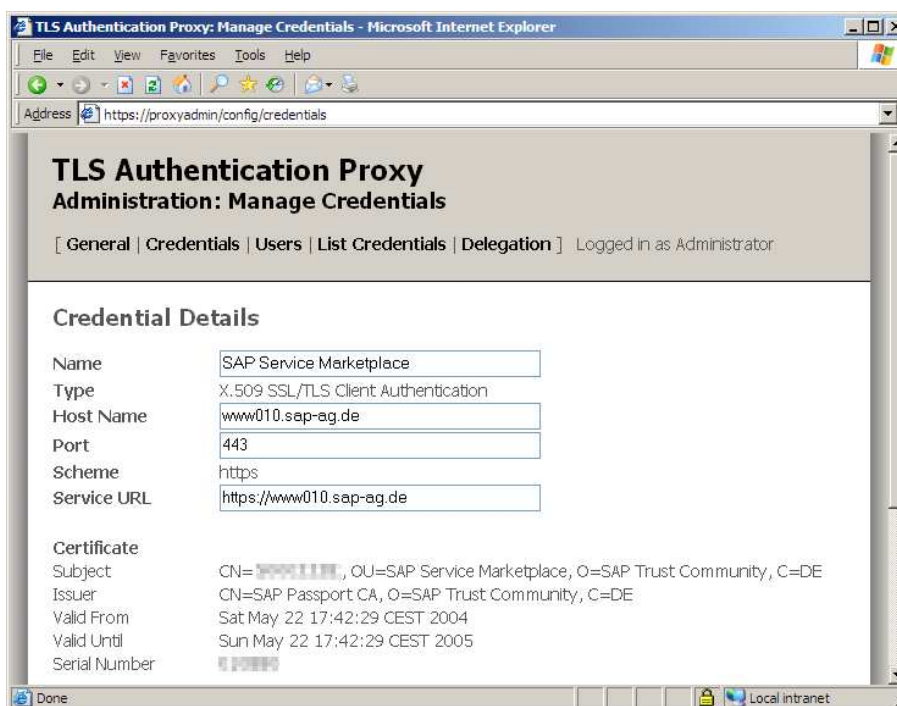 TLS Authentication Proxy: Manage Credentials - Microsoft Internet Explorer
File Edit View Favorites Tools Help
Address https://proxyadmin/config/credentials
TLS Authentication Proxy
Administration: Manage Credentials
[ General | Credentials | Users | List Credentials | Delegation ] Logged in as Administrator
Credential Details
Name SAP Service Marketplace
Type X.509 SSL/TLS Client Authentication
Host Name www010.sap-ag.de
Port 443
Scheme https
Service URL https://www010.sap-ag.de
Certificate
Subject CN= , OU=SAP Service Marketplace, O=SAP Trust Community, C=DE
Issuer CN=SAP Passport CA, O=SAP Trust Community, C=DE
Valid From Sat May 22 17:42:29 CEST 2004
Valid Until Sun May 22 17:42:29 CEST 2005
Serial Number
Done Local intranet